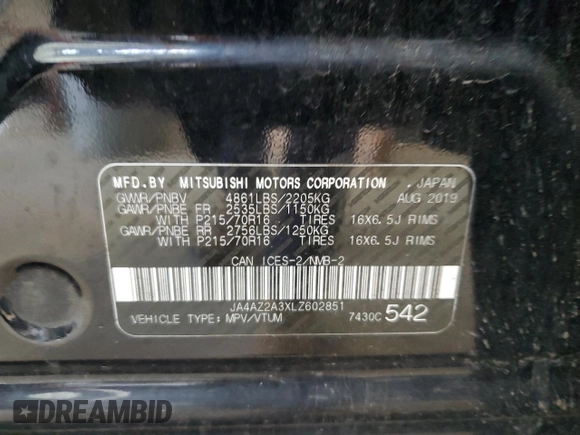 MFD.BY MITSUBISHI MOTORS CORPORATION , JAPAN
GVWR/PNBV 4861LBS/2205KG AUG 2019
GAWR/PNBE FR 2535LBS/1150KG
WITH P215/70R16 TIRES 16X6.5J RIMS
GAWR/PNBE RR 2756LBS/1250KG
WITH P215/70R16 TIRES 16X6.5J RIMS
CAN ICES-2/NMB-2
JA4AZ2A3XLZ602851
VEHICLE TYPE: MPV/VTUM 7430C 542
DREAMBID